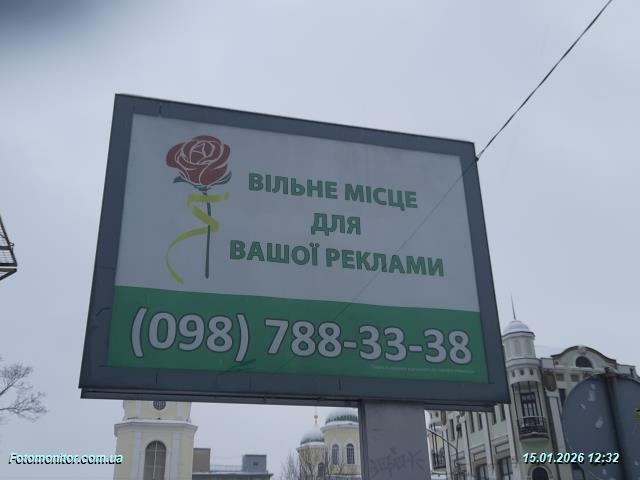 ВІЛЬНЕ МІСЦЕ
ДЛЯ
ВАШОЇ РЕКЛАМИ
(098) 788-33-38
Fotomonitor.com.ua
15.01.2026 12:32